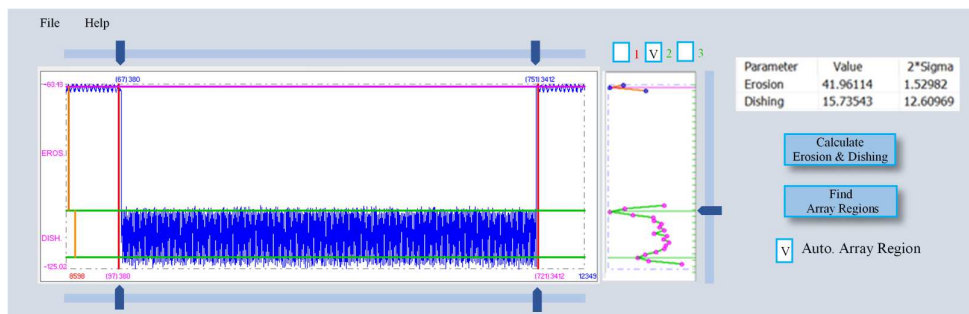 File Help
1 V 2 3
(67) 380 (751) 3412
~63.13
EROS.
DISH.
~125.02
8598 (37) 380 (721) 3412 12349
Parameter Value 2*Sigma
Erosion 41.96114 1.52982
Dishing 15.73543 12.60969
Calculate
Erosion & Dishing
Find
Array Regions
V Auto. Array Region